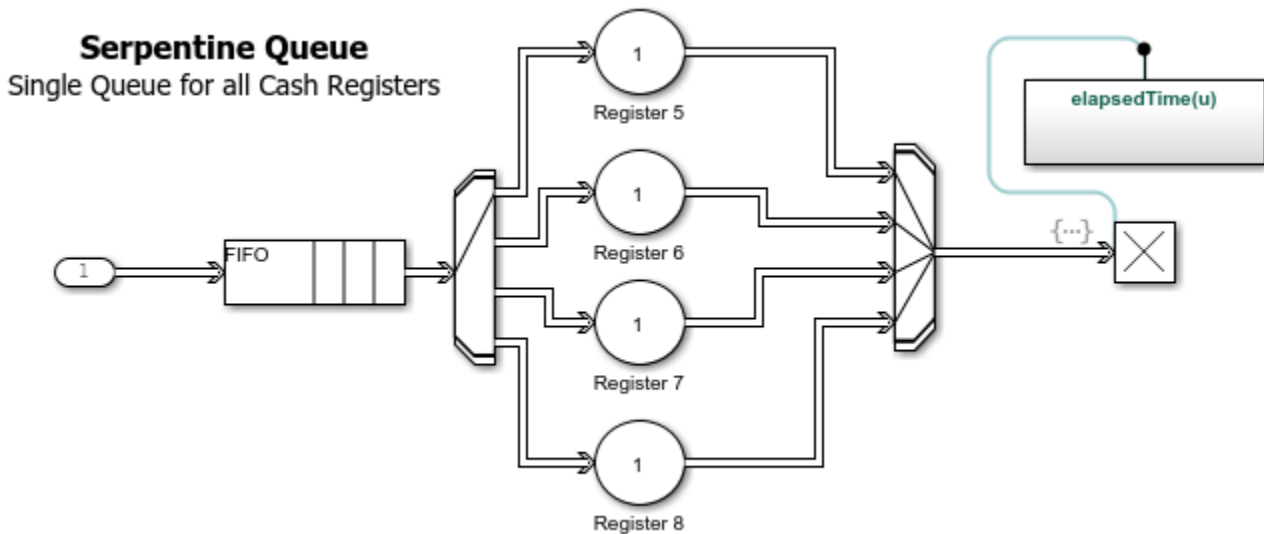 Serpentine Queue
Single Queue for all Cash Registers
1
FIFO
1
Register 5
1
Register 6
1
Register 7
1
Register 8
{...}
elapsedTime(u)